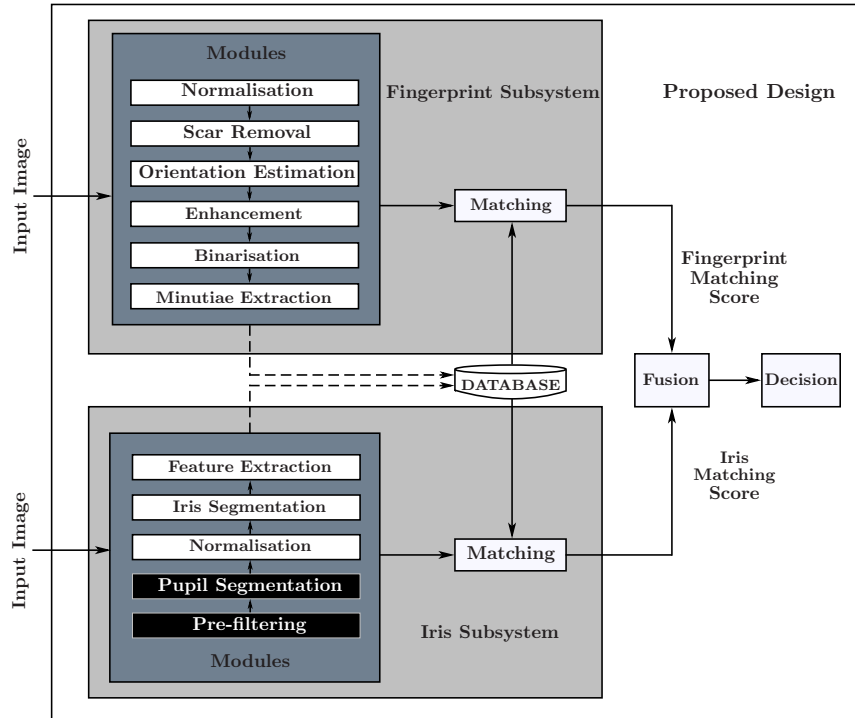 Modules
Normalisation
Scar Removal
Orientation Estimation
Enhancement
Binarisation
Minutiae Extraction
Fingerprint Subsystem
Proposed Design
Input Image
Matching
Fingerprint
Matching
Score
DATABASE
Fusion
Decision
Feature Extraction
Iris Segmentation
Normalisation
Pupil Segmentation
Pre-filtering
Modules
Input Image
Matching
Iris
Matching
Score
Iris Subsystem